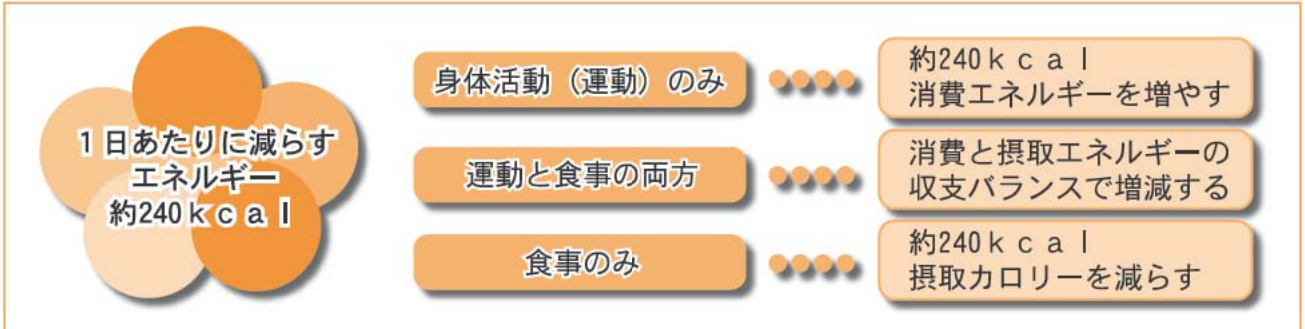 1日あたりに減らす
エネルギー
約240kcal
身体活動(運動)のみ
約240kcal
消費エネルギーを増やす
運動と食事の両方
消費と摂取エネルギーの
収支バランスで増減する
食事のみ
約240kcal
摂取カロリーを減らす